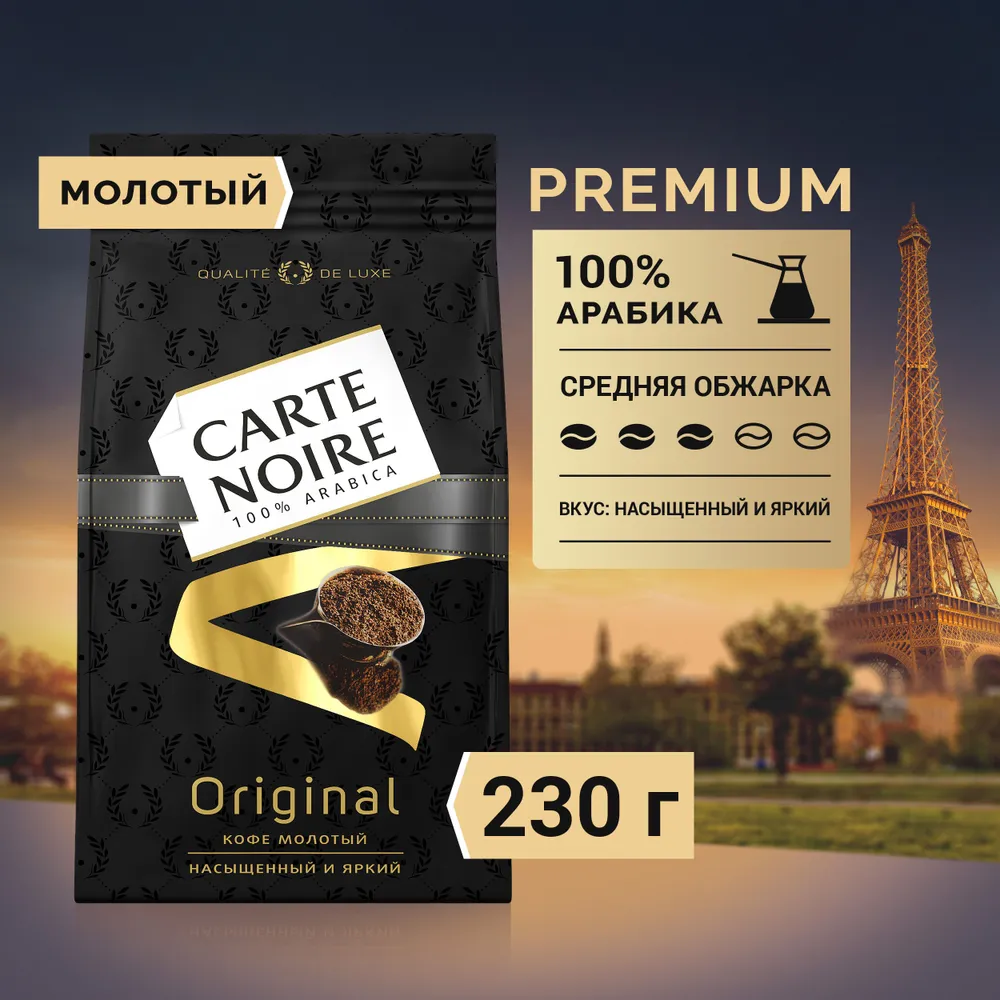 МОЛОТЫЙ
QUALITÉ DE LUXE
CARTE
NOIRE
100% ARABICA
Original
КОФЕ МОЛОТЫЙ
НАСЫЩЕННЫЙ И ЯРКИЙ
230 г
PREMIUM
100%
АРАБИКА
СРЕДНЯЯ ОБЖАРКА
ВКУС: НАСЫЩЕННЫЙ И ЯРКИЙ